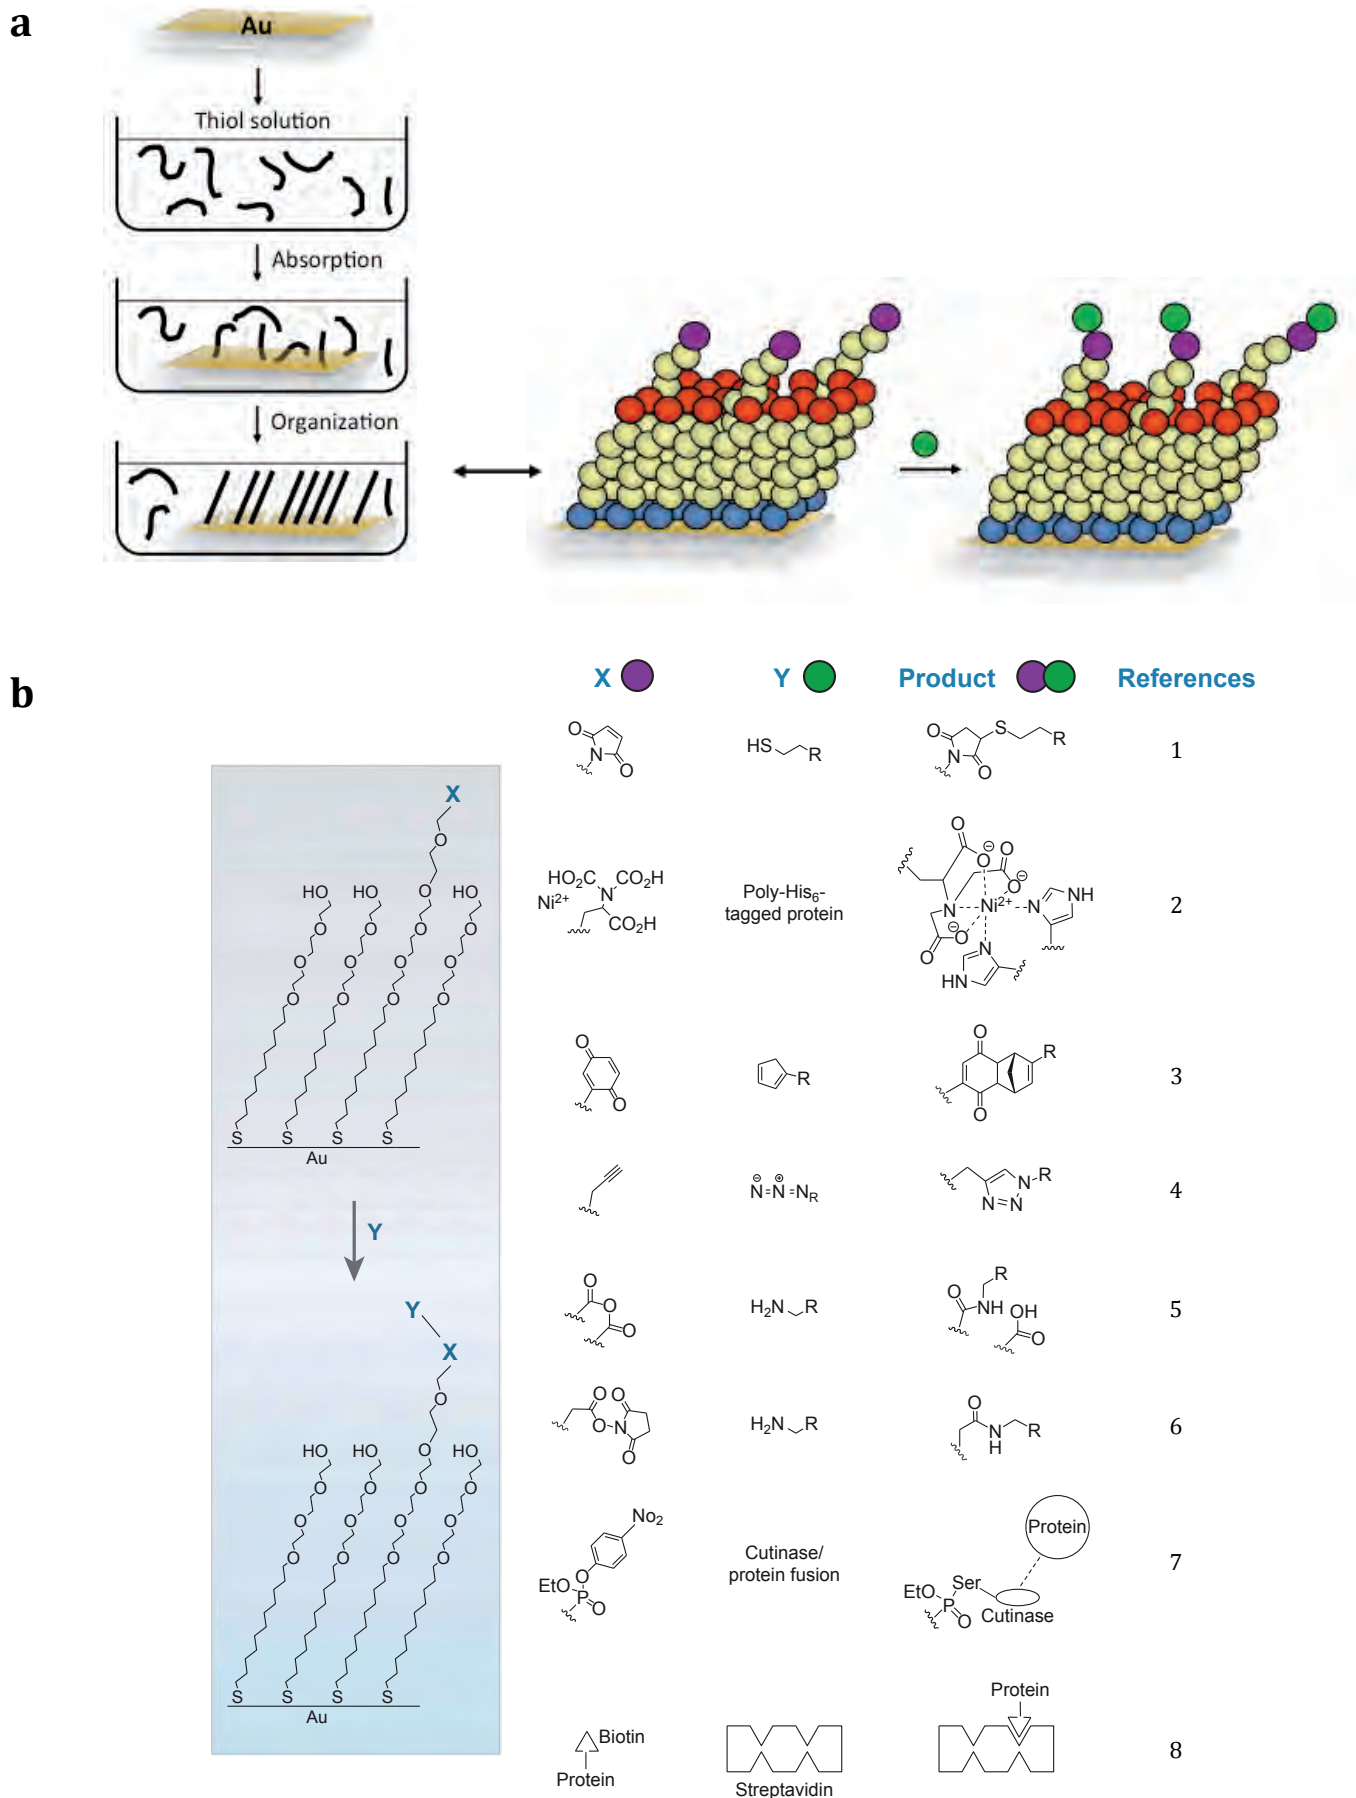 a
Au
Thiol solution
Absorption
Organization
b
X Y Product References
O N O HS R O S N R O 1
HO₂C CO₂H N Ni²⁺ CO₂H Poly-His₆-
tagged protein O O⊖ O O⊖ N Ni²⁺ N NH O ⊖O N HN 2
O O R O R O 3
⊖ ⊕
N=N=N R N-R N=N 4
O O O H₂N R R O NH OH O 5
O O O-N O H₂N R O N H R 6
No₂ O EtO P O Cutinase/
protein fusion Protein EtO Ser P O Cutinase 7
Biotin
Protein
Streptavidin
Protein
8
X
O
O
HO HO HO
O O O O
O O O O
O O O O
S S S S
Au
Y
Y
X
O
O
HO HO HO
O O O O
O O O O
O O O O
S S S S
Au